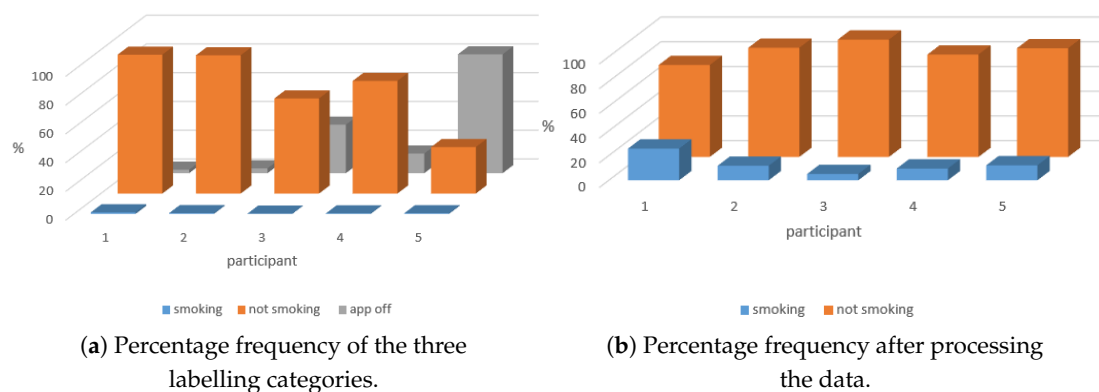 100
80
60
40
20
0
%
1 2 3 4 5
participant
smoking not smoking app off
(a) Percentage frequency of the three
labelling categories.
100
80
60
40
20
0
%
1 2 3 4 5
participant
smoking not smoking
(b) Percentage frequency after processing
the data.